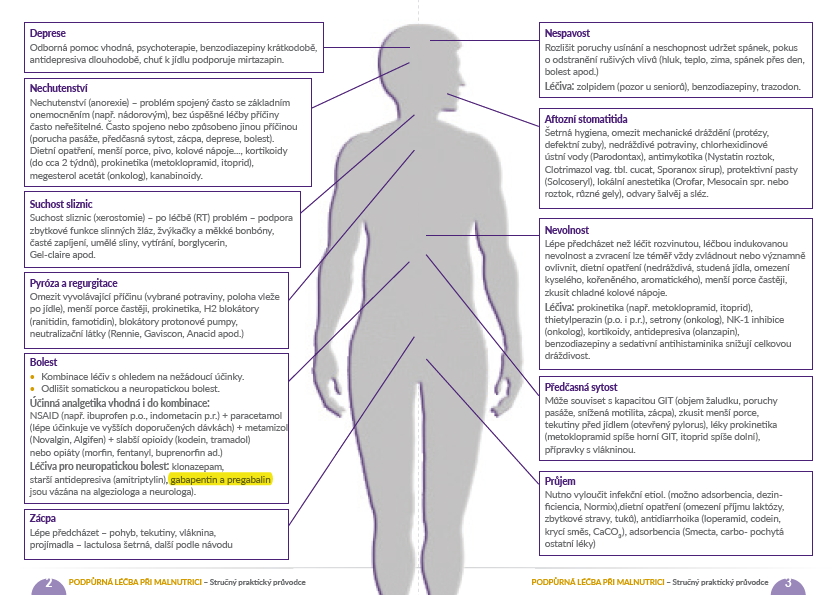 Deprese
Odborná pomoc vhodná, psychoterapie, benzodiazepiny krátkodobě,
antidepresiva dlouhodobě, chuť k jídlu podporuje mirtazapin.
Nechutenství
Nechutenství (anorexie) – problém spojený často se základním
onemocněním (např. nádorovým), bez úspěšné léčby příčiny
často neřešitelné. Často spojeno nebo způsobeno jinou příčinou
(porucha pasáže, předčasná sytost, zácpa, deprese, bolest).
Dietní opatření, menší porce, pivo, kolové nápoje..., kortikoidy
(do cca 2 týdnů), prokinetika (metoklopramid, itoprid),
megesterol acetát (onkolog), kanabinoidy.
Suchost sliznic
Suchost sliznic (xerostomie) – po léčbě (RT) problém – podpora
zbytkové funkce slinných žláz, žvýkačky a měkké bonbóny,
časté zapíjení, umělé sliny, vytírání, borglycerin,
Gel-claire apod.
Pyróza a regurgitace
Omezit vyvolávající příčinu (vybrané potraviny, poloha vleže
po jídle), menší porce častěji, prokinetika, H2 blokátory
(ranitidin, famotidin), blokátory protonové pumpy,
neutralizační látky (Rennie, Gaviscon, Anacid apod.)
Bolest
• Kombinace léčiv s ohledem na nežádoucí účinky.
• Odlišit somatickou a neuropatickou bolest.
Účinná analgetika vhodná i do kombinace:
NSAID (např. ibuprofen p.o., indometacin p.r.) + paracetamol
(lépe účinkuje ve vyšších doporučených dávkách) + metamizol
(Novalgin, Algifen) + slabší opioidy (kodein, tramadol)
nebo opiáty (morfin, fentanyl, buprenorfin ad.)
Léčiva pro neuropatickou bolest: klonazepam,
starší antidepresiva (amitriptylin), gabapentin a pregabalin
jsou vázána na algeziologa a neurologa).
Zácpa
Lépe předcházet – pohyb, tekutiny, vláknina,
projímadla – lactulosa šetrná, další podle návodu
2 PODPŮRNÁ LÉČBA PŘI MALNUTRICI – Stručný praktický průvodce
Nespavost
Rozlišit poruchy usínání a neschopnost udržet spánek, pokus
o odstranění rušivých vlivů (hluk, teplo, zima, spánek přes den,
bolest apod.)
Léčiva: zolpidem (pozor u seniorů), benzodiazepiny, trazodon.
Aftozní stomatitida
Šetrná hygiena, omezit mechanické dráždění (protézy,
defektní zuby), nedráždivé potraviny, chlorhexidinové
ústní vody (Parodontax), antimykotika (Nystatin roztok,
Clotrimazol vag. tbl. cucat, Sporanox sirup), protektivní pasty
(Solcoseryl), lokální anestetika (Orofar, Mesocain spr. nebo
roztok, různé gely), odvary šalvěj a sléz.
Nevolnost
Lépe předcházet než léčit rozvinutou, léčbou indukovanou
nevolnost a zvracení lze téměř vždy zvládnout nebo významně
ovlivnit, dietní opatření (nedráždivá, studená jídla, omezení
kyselého, kořeněného, aromatického), menší porce častěji,
zkusit chladné kolové nápoje.
Léčiva: prokinetika (např. metoklopramid, itoprid),
thietylperazin (p.o. i p.r.), setrony (onkolog), NK-1 inhibice
(onkolog), kortikoidy, antidepresiva (olanzapin),
benzodiazepiny a sedativní antihistaminika snižují celkovou
dráždivost.
Předčasná sytost
Může souviset s kapacitou GIT (objem žaludku, poruchy
pasáže, snížená motilita, zácpa), zkusit menší porce,
tekutiny před jídlem (otevřený pylorus), léky prokinetika
(metoklopramid spíše horní GIT, itoprid spíše dolní),
přípravky s vlákninou.
Průjem
Nutno vyloučit infekční etiol. (možno adsorbencia, dezin-
ficiencia, Normix),dietní opatření (omezení příjmu laktózy,
zbytkové stravy, tuků), antidiarrhoika (loperamid, codein,
krycí směs, CaCO3), adsorbencia (Smecta, carbo- pochytá
ostatní léky)
PODPŮRNÁ LÉČBA PŘI MALNUTRICI – Stručný praktický průvodce 3